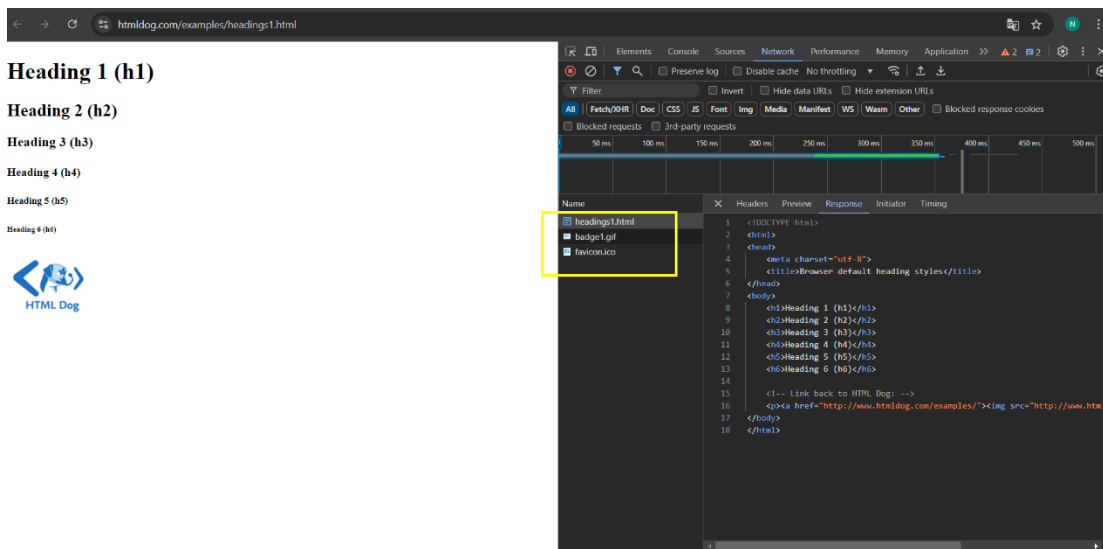 htmldog.com/examples/headings1.html
N
Heading 1 (h1)
Heading 2 (h2)
Heading 3 (h3)
Heading 4 (h4)
Heading 5 (h5)
Heading 6 (h6)
HTML Dog
Elements Console Sources Network Performance Memory Application 2 2
Preserve log Disable cache No throttling
Filter Invert Hide data URLs Hide extension URLs
All Fetch/XHR Doc CSS JS Font Img Media Manifest WS Wasm Other Blocked response cookies
Blocked requests 3rd-party requests
50 ms 100 ms 150 ms 200 ms 250 ms 300 ms 350 ms 400 ms 450 ms 500 ms
Name
headings1.html
badge1.gif
favicon.ico
Headers Preview Response Initiator Timing
1 <!DOCTYPE html>
2 <html>
3 <head>
4 <meta charset="utf-8">
5 <title>Browser default heading styles</title>
6 </head>
7 <body>
8 <h1>Heading 1 (h1)</h1>
9 <h2>Heading 2 (h2)</h2>
10 <h3>Heading 3 (h3)</h3>
11 <h4>Heading 4 (h4)</h4>
12 <h5>Heading 5 (h5)</h5>
13 <h6>Heading 6 (h6)</h6>
14
15 <!-- Link back to HTML Dog: -->
16 <p><a href="http://www.htmldog.com/examples/"><img src="http://www.htm
17 </body>
18 </html>